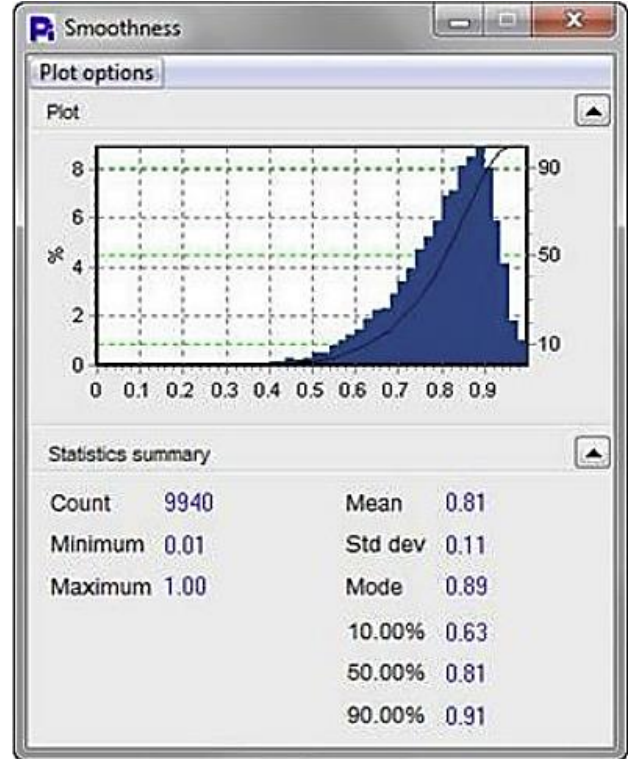 Pi Smoothness
Plot options
Plot
%
8
6
4
2
0
90
50
10
0 0.1 0.2 0.3 0.4 0.5 0.6 0.7 0.8 0.9
Statistics summary
Count 9940 Mean 0.81
Minimum 0.01 Std dev 0.11
Maximum 1.00 Mode 0.89
10.00% 0.63
50.00% 0.81
90.00% 0.91